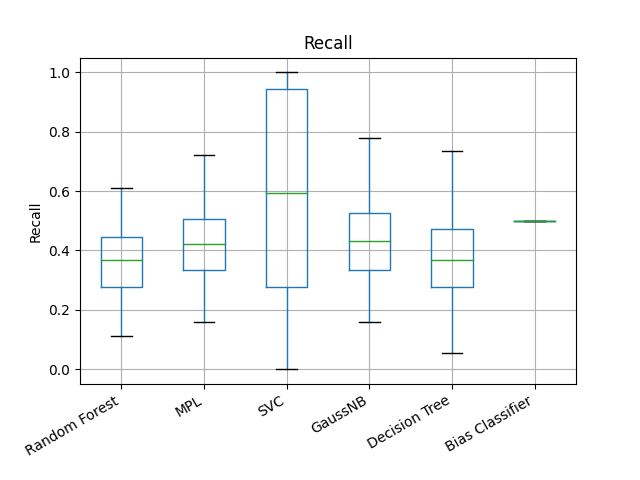 Recall
1.0
0.8
0.6
0.4
0.2
0.0
Recall
Random Forest
MPL
SVC
GaussNB
Decision Tree
Bias Classifier